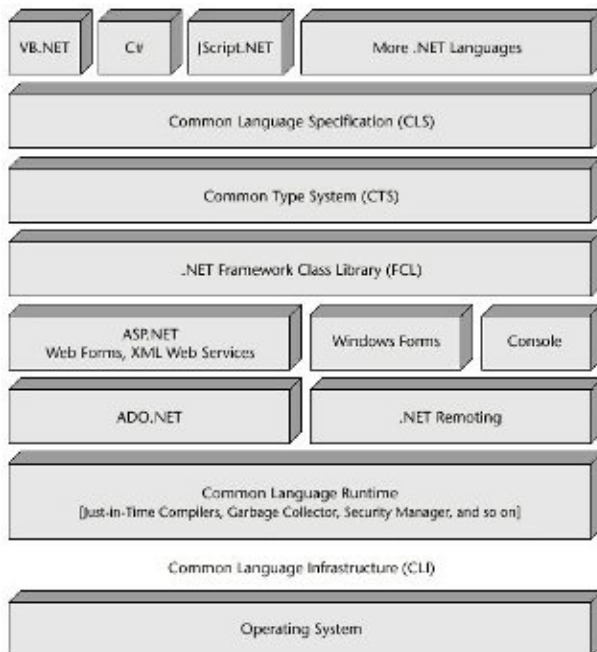 VB.NET
C#
JScript.NET
More .NET Languages
Common Language Specification (CLS)
Common Type System (CTS)
.NET Framework Class Library (FCL)
ASP.NET
Web Forms, XML Web Services
Windows Forms
Console
ADO.NET
.NET Remoting
Common Language Runtime
[Just-in-Time Compilers, Garbage Collector, Security Manager, and so on]
Common Language Infrastructure (CLI)
Operating System